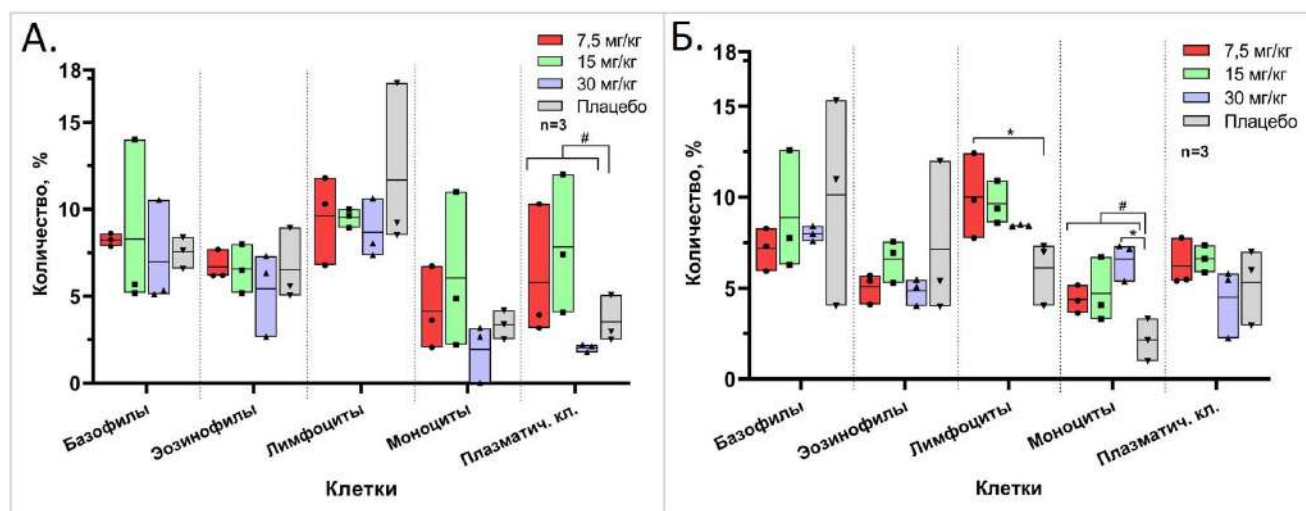 А.
7,5 мг/кг
15 мг/кг
30 мг/кг
Плацебо
n=3
#
Количество, %
18
15
10
5
0
Базофилы
Эозинофилы
Лимфоциты
Моноциты
Плазматич. кл.
Клетки
Б.
7,5 мг/кг
15 мг/кг
30 мг/кг
Плацебо
n=3
*
#
*
Количество, %
18
15
10
5
0
Базофилы
Эозинофилы
Лимфоциты
Моноциты
Плазматич. кл.
Клетки